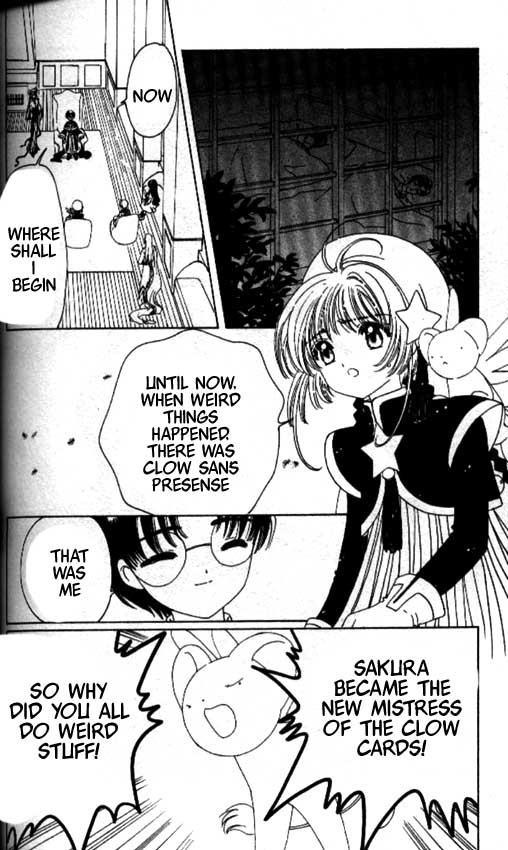 NOW
WHERE
SHALL
I
BEGIN
UNTIL NOW.
WHEN WEIRD
THINGS
HAPPENED.
THERE WAS
CLOW SANS
PRESENSE
THAT
WAS
ME
SAKURA
BECAME THE
NEW MISTRESS
OF THE CLOW
CARDS!
SO WHY
DID YOU ALL
DO WEIRD
STUFF!